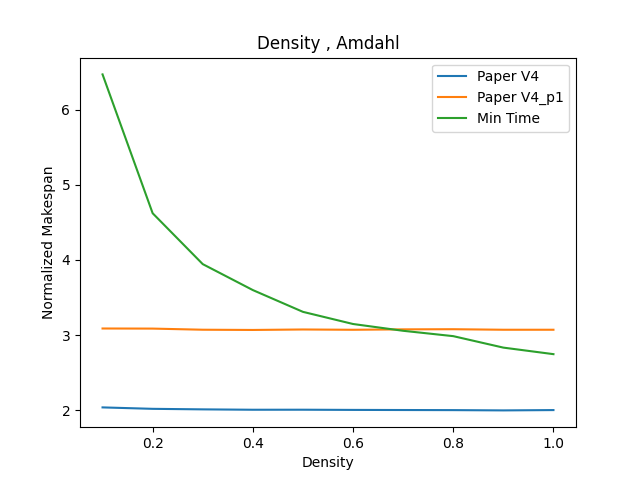 Density , Amdahl
Paper V4
Paper V4_p1
Min Time
Normalized Makespan
6
5
4
3
2
0.2 0.4 0.6 0.8 1.0
Density